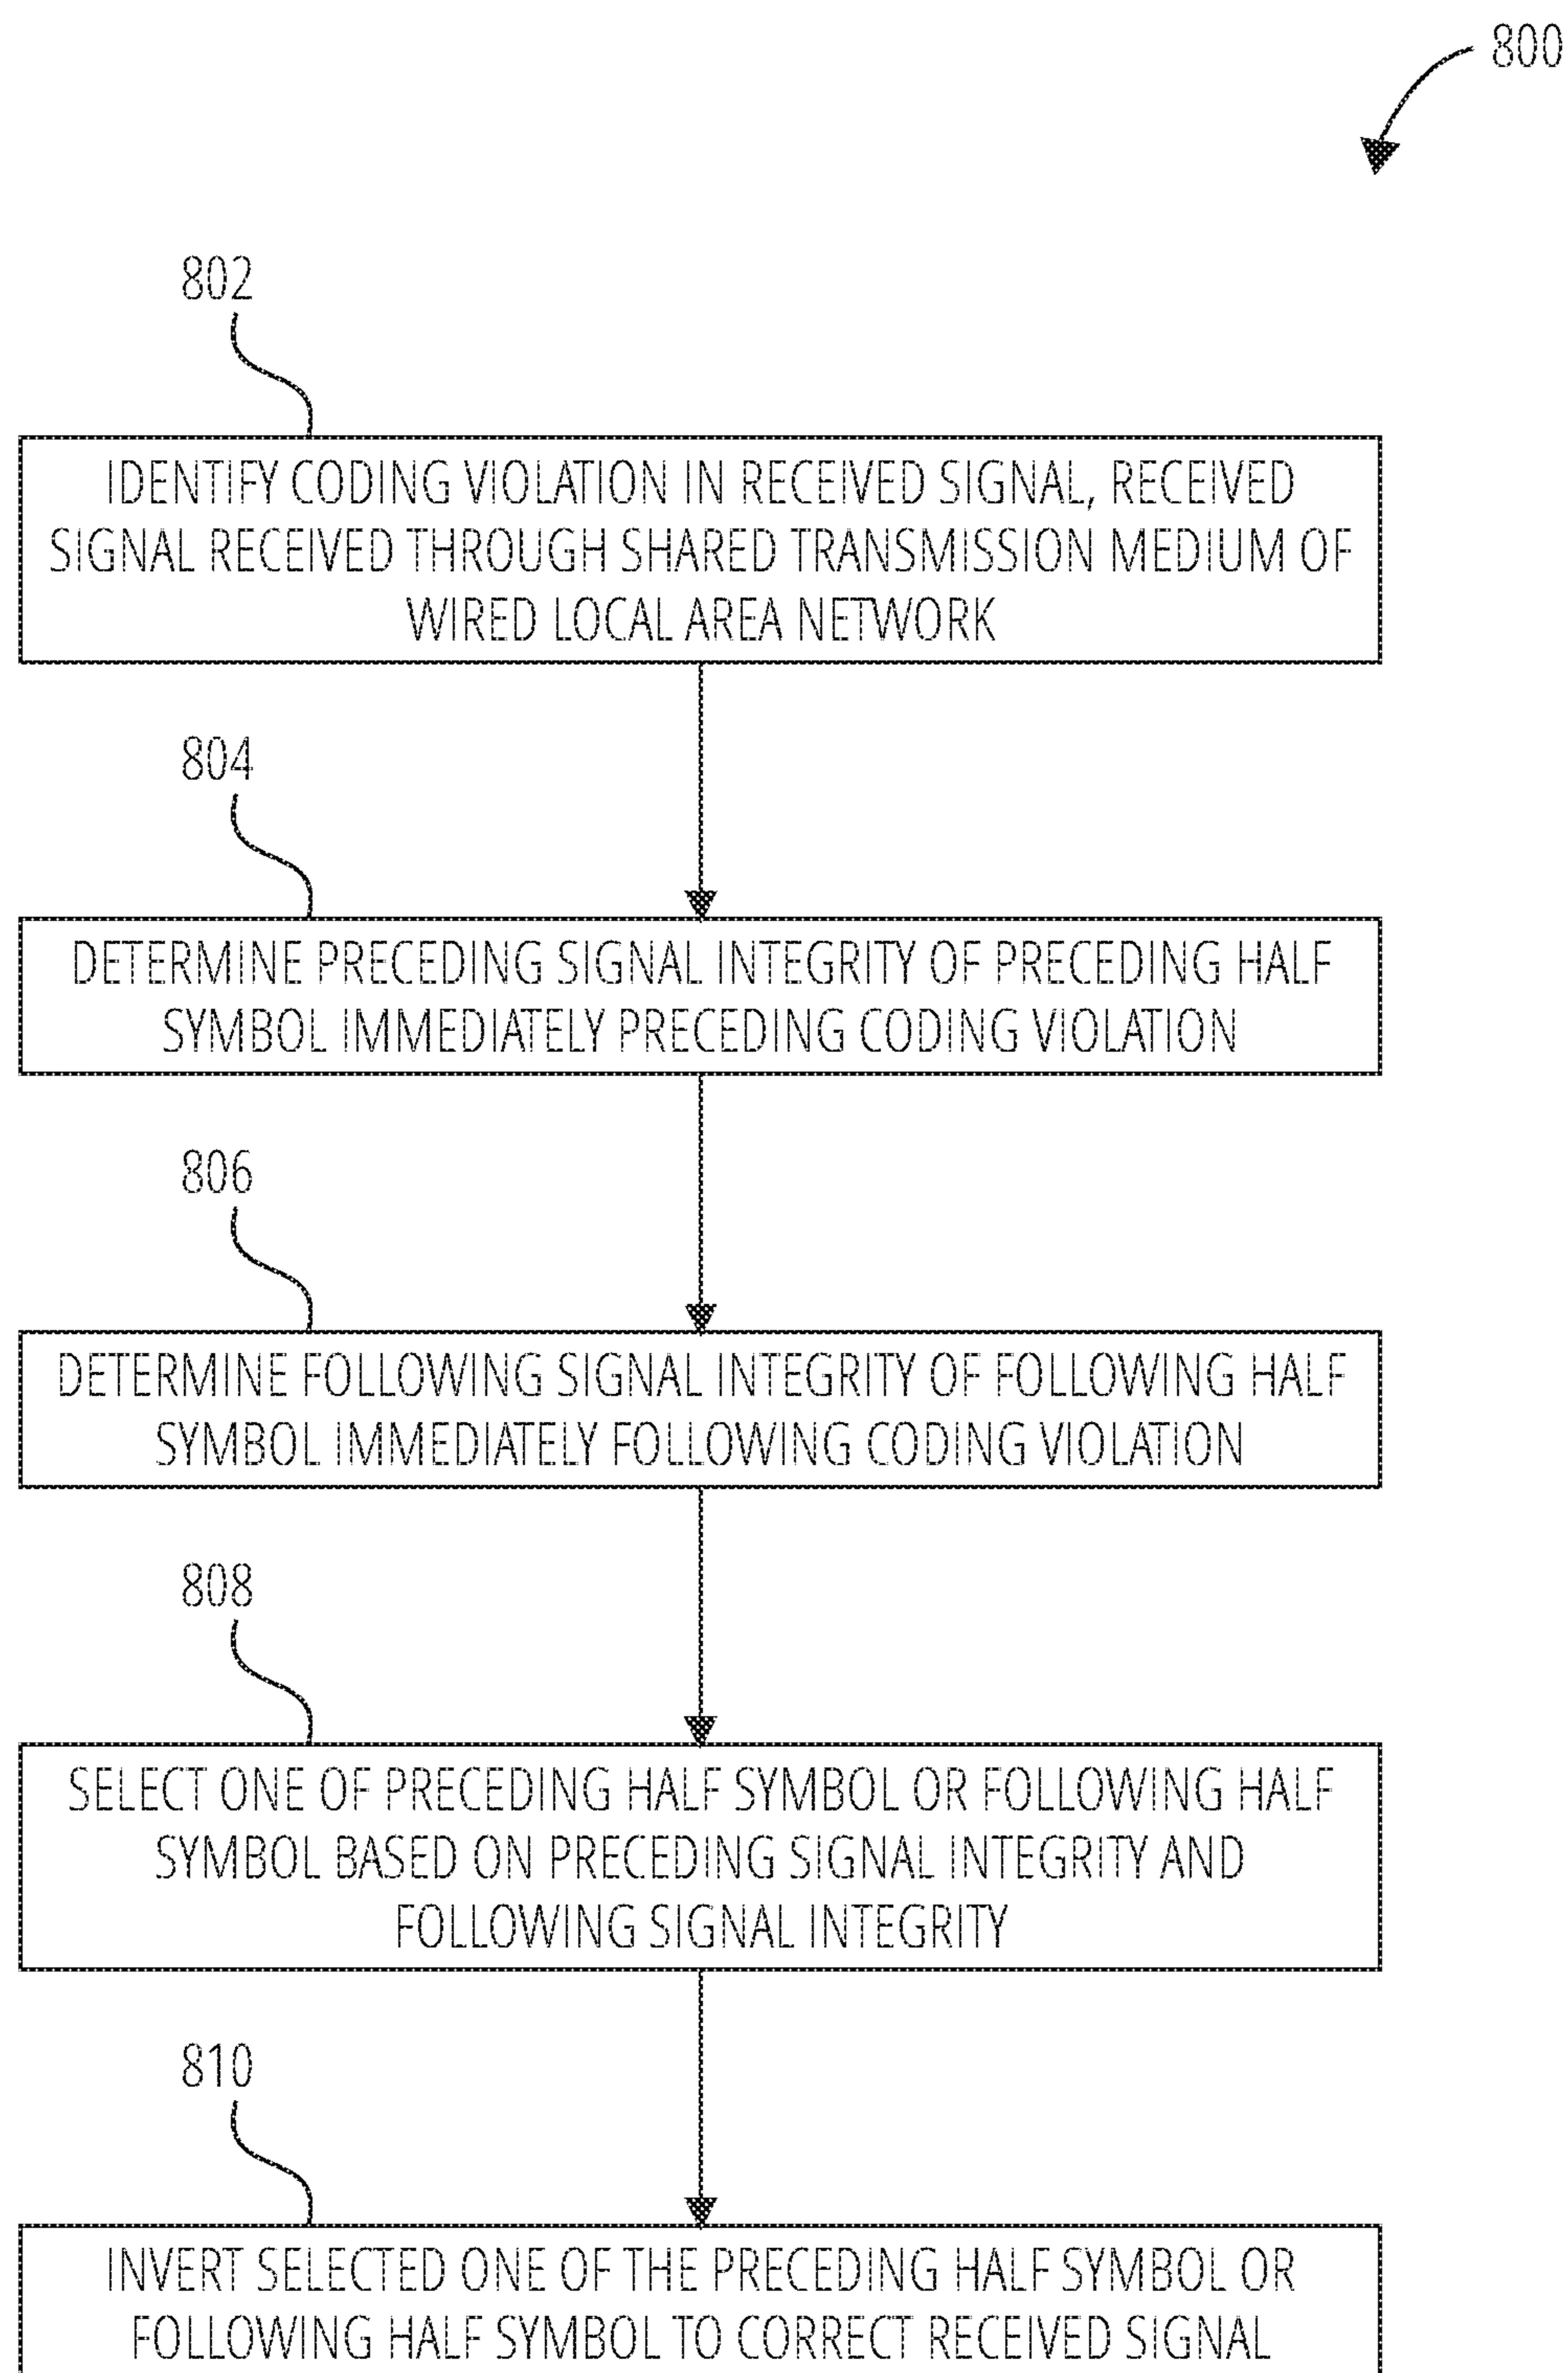 800
802
IDENTIFY CODING VIOLATION IN RECEIVED SIGNAL, RECEIVED
SIGNAL RECEIVED THROUGH SHARED TRANSMISSION MEDIUM OF
WIRED LOCAL AREA NETWORK
804
DETERMINE PRECEDING SIGNAL INTEGRITY OF PRECEDING HALF
SYMBOL IMMEDIATELY PRECEDING CODING VIOLATION
806
DETERMINE FOLLOWING SIGNAL INTEGRITY OF FOLLOWING HALF
SYMBOL IMMEDIATELY FOLLOWING CODING VIOLATION
808
SELECT ONE OF PRECEDING HALF SYMBOL OR FOLLOWING HALF
SYMBOL BASED ON PRECEDING SIGNAL INTEGRITY AND
FOLLOWING SIGNAL INTEGRITY
810
INVERT SELECTED ONE OF THE PRECEDING HALF SYMBOL OR
FOLLOWING HALF SYMBOL TO CORRECT RECEIVED SIGNAL